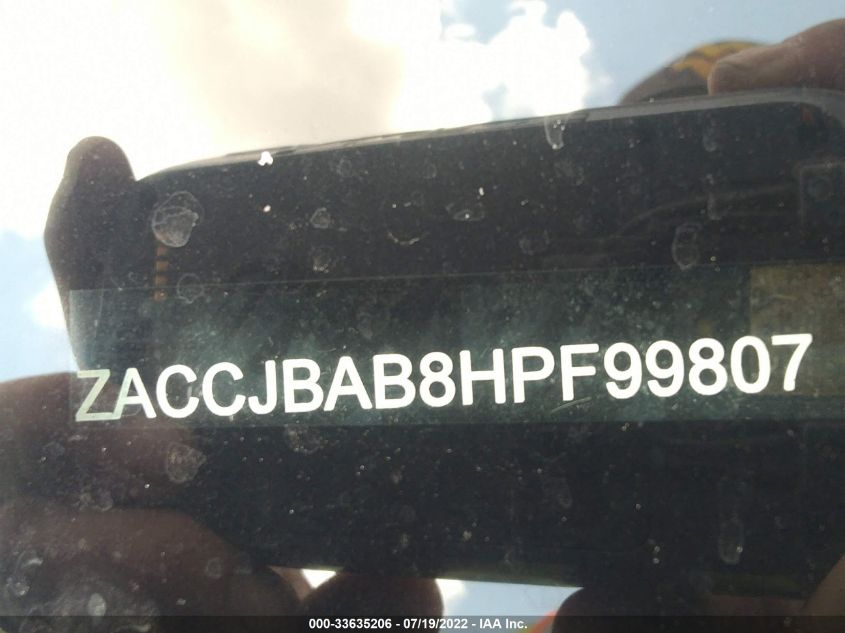 ZACCJBAB8HPF99807
000-33635206 - 07/19/2022 - IAA Inc.